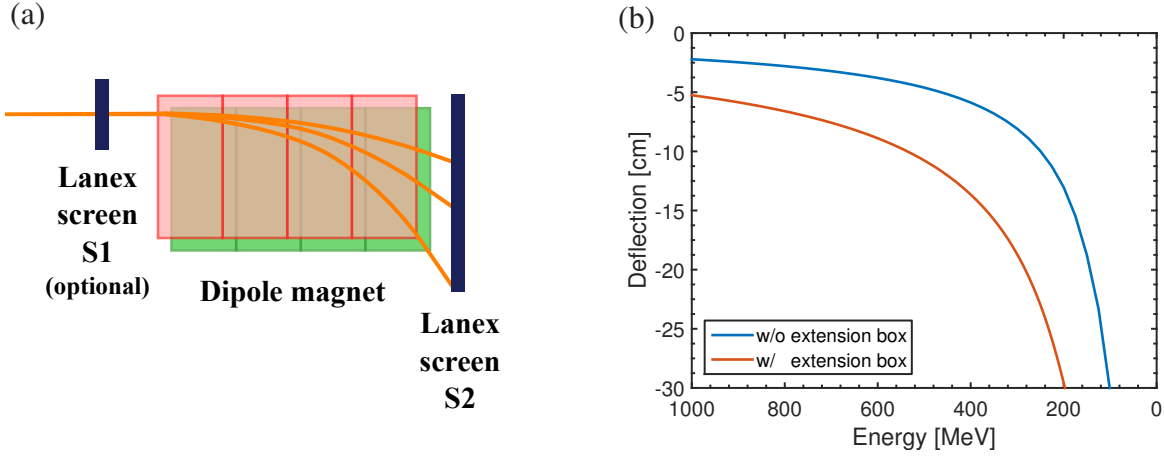 (a)
Lanex
screen
S1
(optional)
Dipole magnet
Lanex
screen
S2
(b)
0
-5
-10
-15
-20
-25
-30
Deflection [cm]
w/o extension box
w/ extension box
1000 800 600 400 200 0
Energy [MeV]